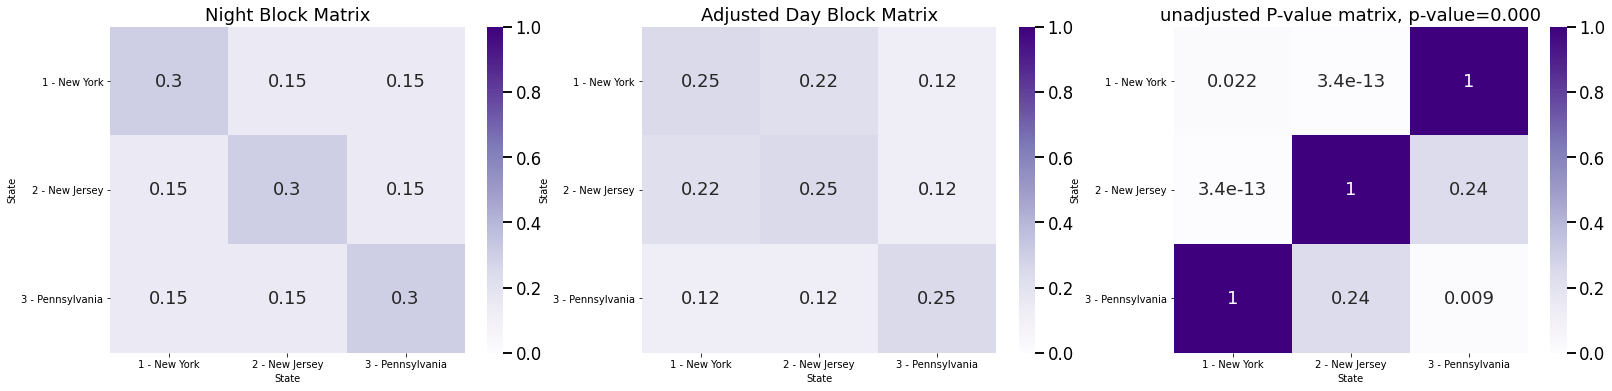 Night Block Matrix
1 - New York
2 - New Jersey
3 - Pennsylvania
State
0.3 0.15 0.15
0.15 0.3 0.15
0.15 0.15 0.3
1 - New York 2 - New Jersey 3 - Pennsylvania
State
1.0
0.8
0.6
0.4
0.2
0.0
Adjusted Day Block Matrix
1 - New York
2 - New Jersey
3 - Pennsylvania
State
0.25 0.22 0.12
0.22 0.25 0.12
0.12 0.12 0.25
1 - New York 2 - New Jersey 3 - Pennsylvania
State
1.0
0.8
0.6
0.4
0.2
0.0
unadjusted P-value matrix, p-value=0.000
1 - New York
2 - New Jersey
3 - Pennsylvania
State
0.022 3.4e-13 1
3.4e-13 1 0.24
1 0.24 0.009
1 - New York 2 - New Jersey 3 - Pennsylvania
State
1.0
0.8
0.6
0.4
0.2
0.0